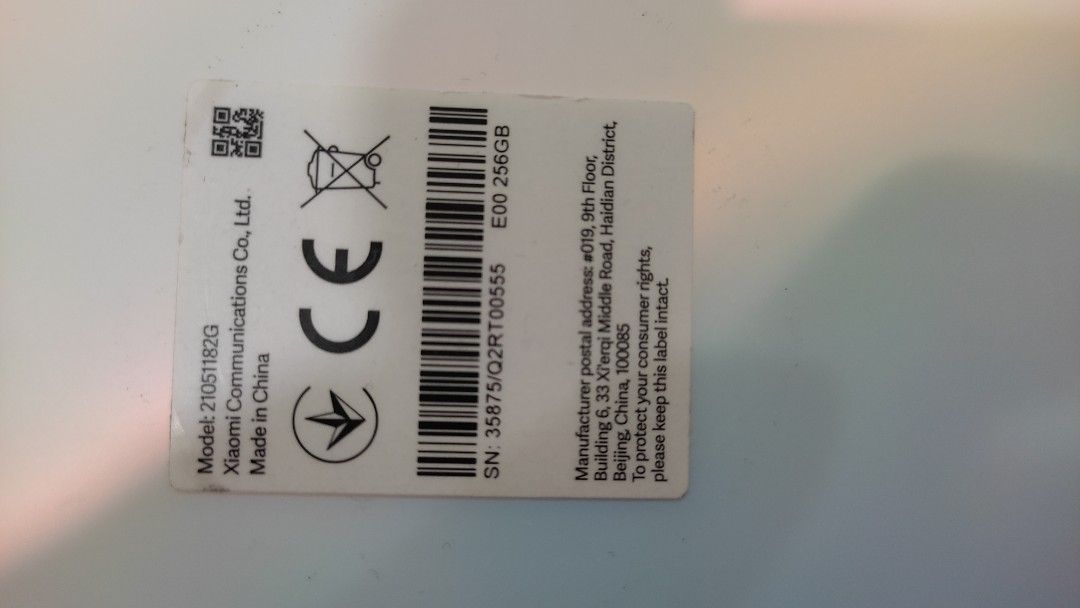 Model: 21051182G
Xiaomi Communications Co., Ltd.
Made in China
CE
SN: 35875/Q2RT00555 E00 256GB
Manufacturer postal address: #019, 9th Floor,
Building 6, 33 Xi'erqi Middle Road, Haidian District,
Beijing, China, 100085
To protect your consumer rights,
please keep this label intact.